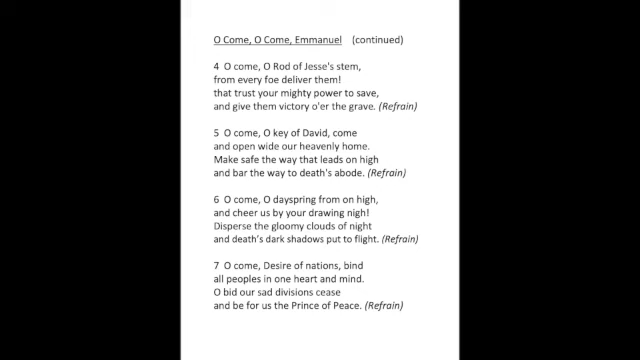 O Come, O Come, Emmanuel (continued)
4 O come, O Rod of Jesse's stem,
from every foe deliver them!
that trust your mighty power to save,
and give them victory o'er the grave. (Refrain)
5 O come, O key of David, come
and open wide our heavenly home.
Make safe the way that leads on high
and bar the way to death's abode. (Refrain)
6 O come, O dayspring from on high,
and cheer us by your drawing nigh!
Disperse the gloomy clouds of night
and death's dark shadows put to flight. (Refrain)
7 O come, Desire of nations, bind
all peoples in one heart and mind.
O bid our sad divisions cease
and be for us the Prince of Peace. (Refrain)